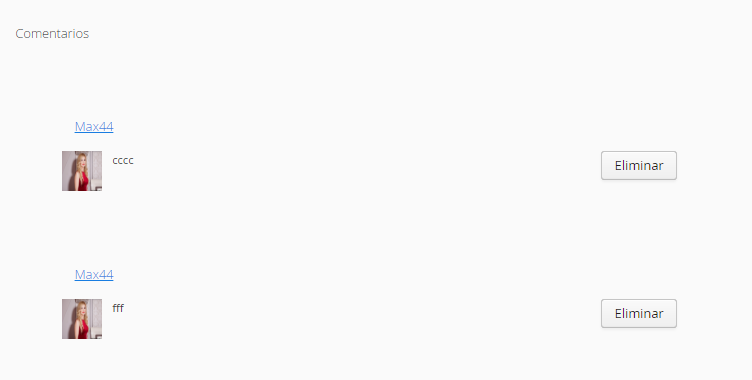 Comentarios
Max44
cccc
Eliminar
Max44
fff
Eliminar